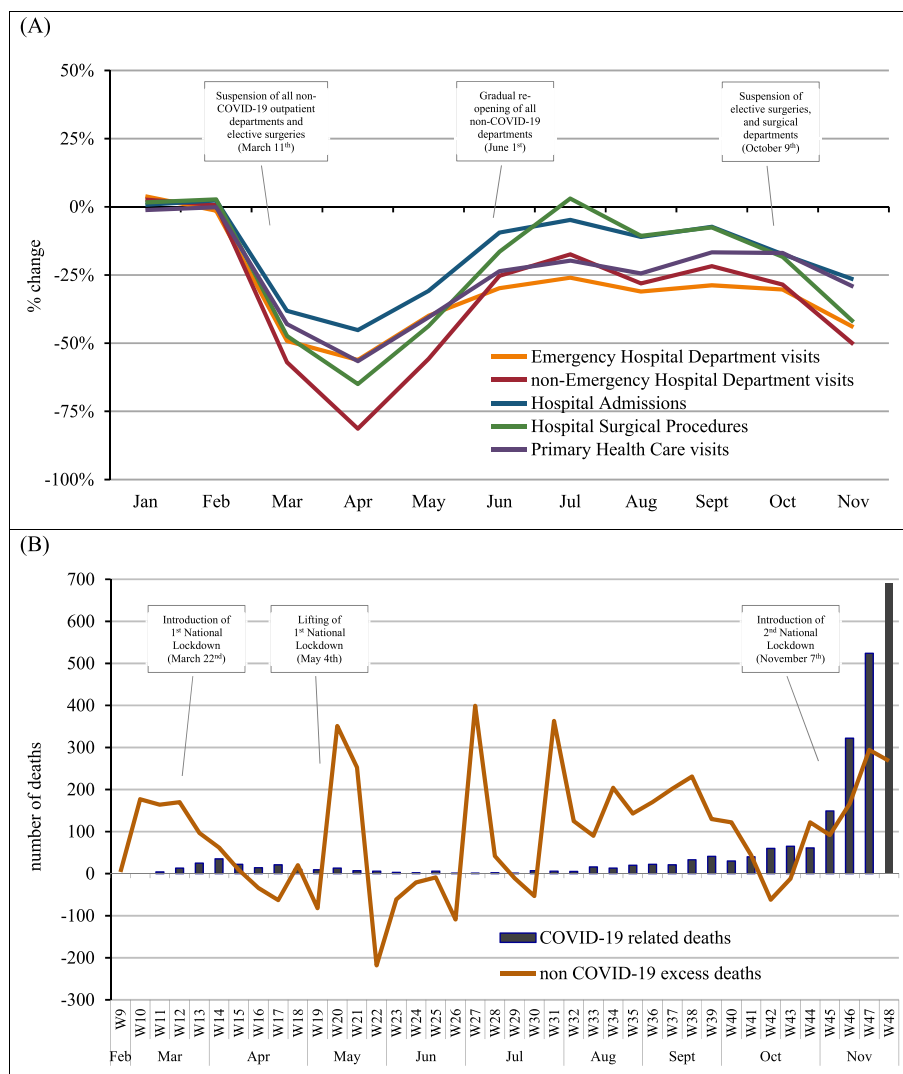 (A)
50%
25%
0%
-25%
-50%
-75%
-100%
% change
Suspension of all non-
COVID-19 outpatient
departments and
elective surgeries
(March 11th)
Gradual re-
opening of all
non-COVID-19
departments
(June 1st)
Suspension of
elective surgeries,
and surgical
departments
(October 9th)
Emergency Hospital Department visits
non-Emergency Hospital Department visits
Hospital Admissions
Hospital Surgical Procedures
Primary Health Care visits
Jan Feb Mar Apr May Jun Jul Aug Sept Oct Nov
(B)
700
600
500
400
300
200
100
0
-100
-200
-300
number of deaths
Introduction of
1st National
Lockdown
(March 22nd)
Lifting of
1st National
Lockdown
(May 4th)
Introduction of
2nd National
Lockdown
(November 7th)
COVID-19 related deaths
non COVID-19 excess deaths
W9 W10 W11 W12 W13 W14 W15 W16 W17 W18 W19 W20 W21 W22 W23 W24 W25 W26 W27 W28 W29 W30 W31 W32 W33 W34 W35 W36 W37 W38 W39 W40 W41 W42 W43 W44 W45 W46 W47 W48
Feb Mar Apr May Jun Jul Aug Sept Oct Nov